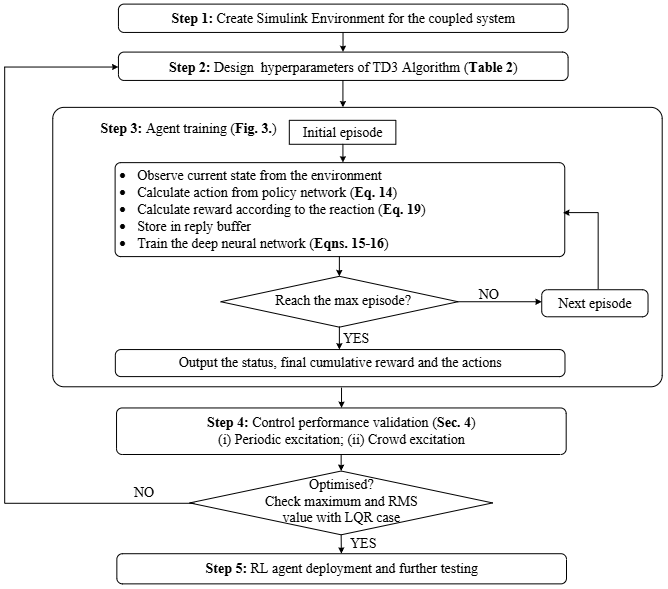 Step 1: Create Simulink Environment for the coupled system
Step 2: Design hyperparameters of TD3 Algorithm (Table 2)
Step 3: Agent training (Fig. 3.)
Initial episode
• Observe current state from the environment
• Calculate action from policy network (Eq. 14)
• Calculate reward according to the reaction (Eq. 19)
• Store in reply buffer
• Train the deep neural network (Eqns. 15-16)
Reach the max episode?
NO
Next episode
YES
Output the status, final cumulative reward and the actions
Step 4: Control performance validation (Sec. 4)
(i) Periodic excitation; (ii) Crowd excitation
NO
Optimised?
Check maximum and RMS
value with LQR case
YES
Step 5: RL agent deployment and further testing